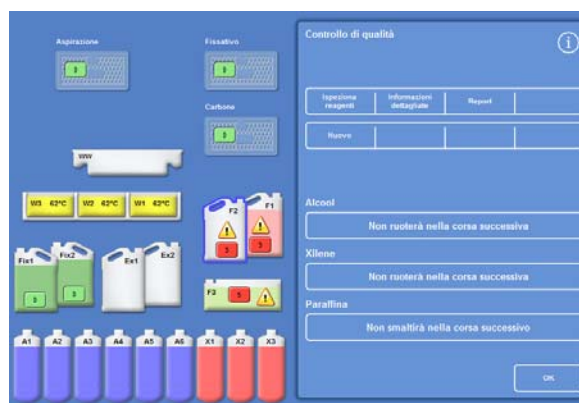 Aspirazione
Fissativo
Controllo di qualità
Carbone
Ispeziona reagenti
Informazioni dettagliate
Report
Nuovo
WW
W3 62°C
W2 62°C
W1 62°C
F2
F1
Fix1
Fix2
Ex1
Ex2
F3
5
Alcool
Non ruoterà nella corsa successiva
Xilene
Non ruoterà nella corsa successiva
Paraffina
Non smaltirà nella corsa successivo
A1
A2
A3
A4
A5
A6
X1
X2
X3
OK